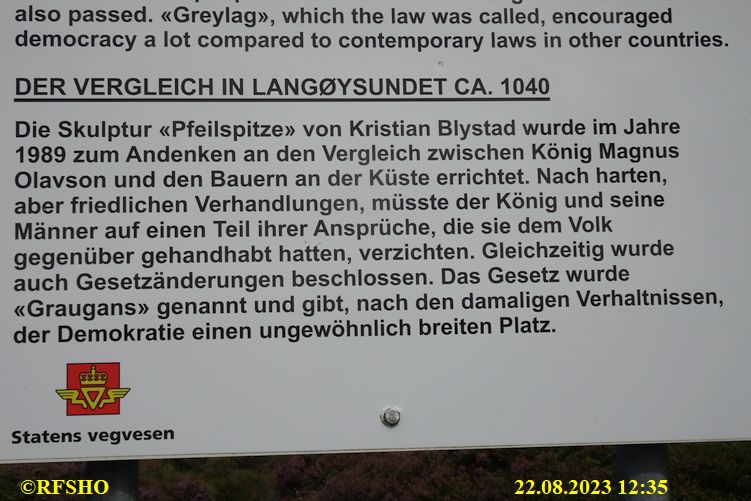 also passed. «Greylag», which the law was called, encouraged
democracy a lot compared to contemporary laws in other countries.
DER VERGLEICH IN LANGØYSUNDET CA. 1040
Die Skulptur «Pfeilspitze» von Kristian Blystad wurde im Jahre
1989 zum Andenken an den Vergleich zwischen König Magnus
Olavson und den Bauern an der Küste errichtet. Nach harten,
aber friedlichen Verhandlungen, müsste der König und seine
Männer auf einen Teil ihrer Ansprüche, die sie dem Volk
gegenüber gehandhabt hatten, verzichten. Gleichzeitig wurde
auch Gesetzänderungen beschlossen. Das Gesetz wurde
«Graugans» genannt und gibt, nach den damaligen Verhaltnissen,
der Demokratie einen ungewöhnlich breiten Platz.
Statens vegvesen
©RFSHO
22.08.2023 12:35